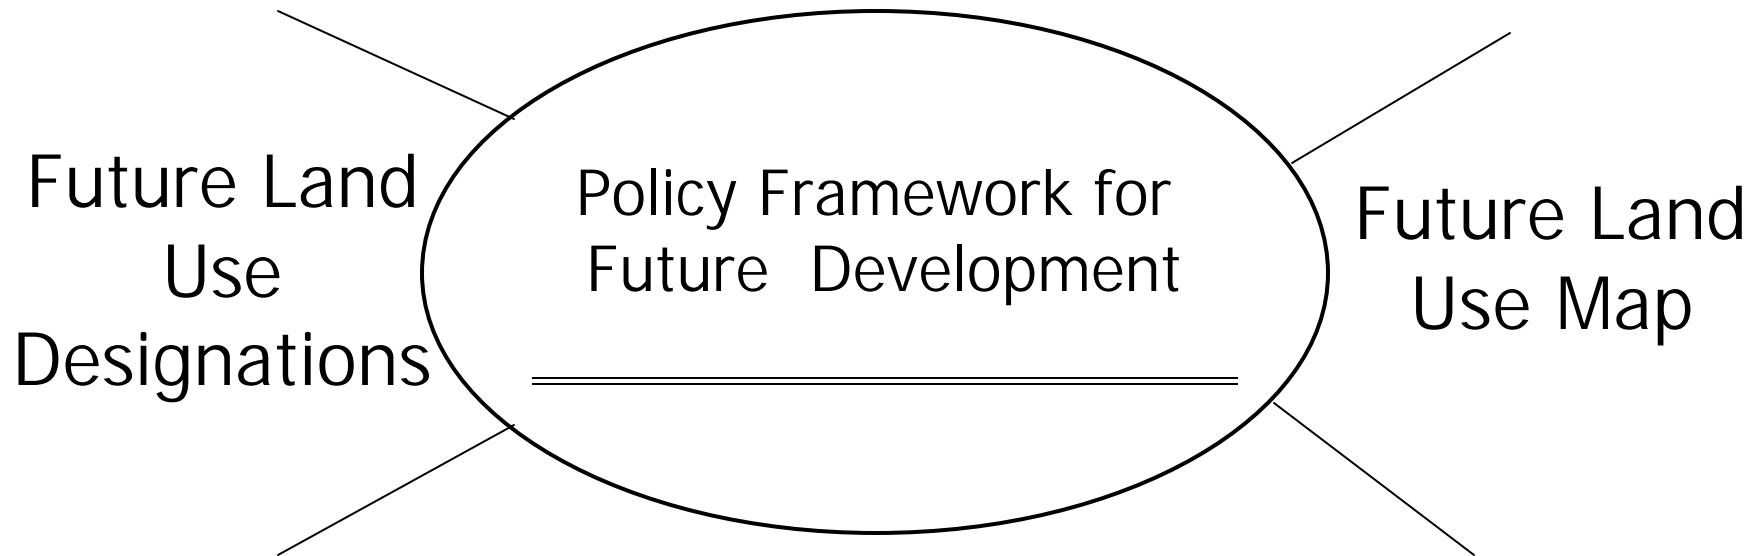 Future Land
Use
Designations
Policy Framework for
Future Development
Future Land
Use Map